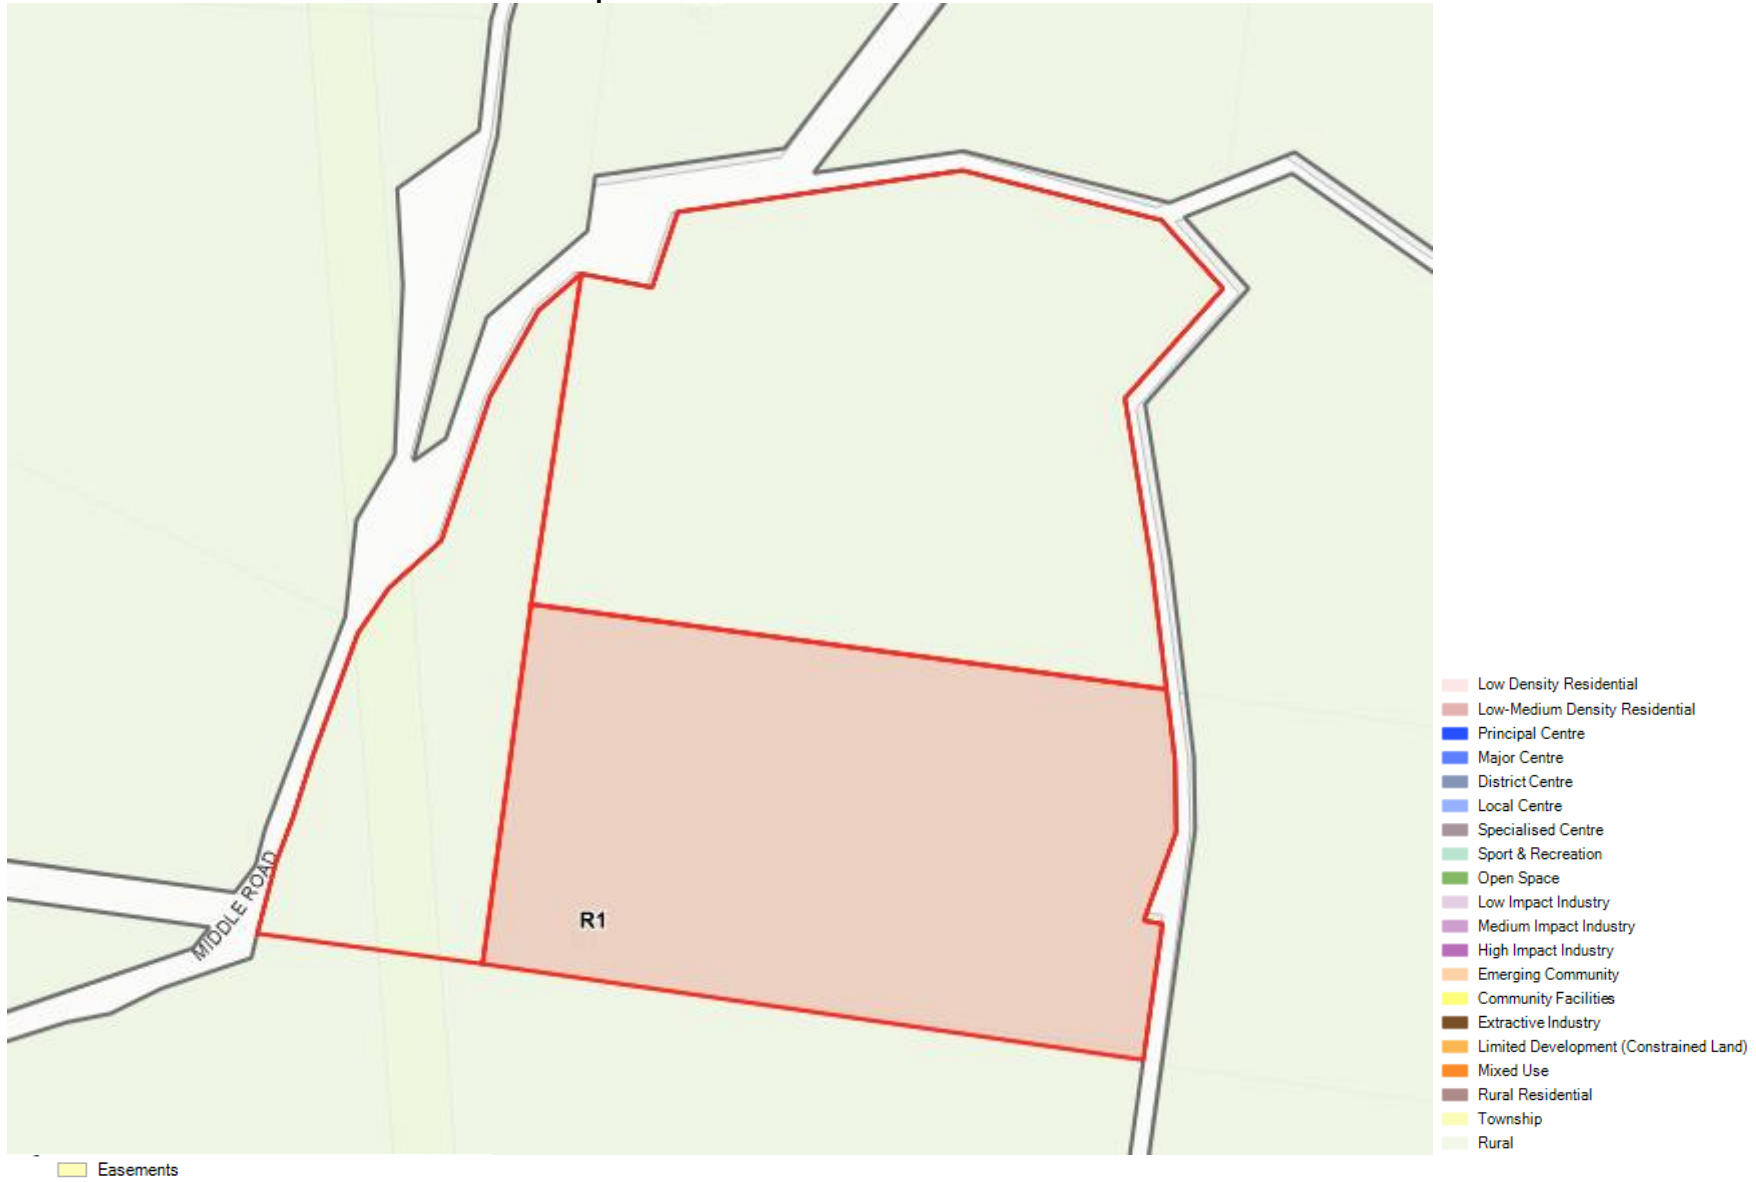 MIDDLE ROAD
R1
Low Density Residential
Low-Medium Density Residential
Principal Centre
Major Centre
District Centre
Local Centre
Specialised Centre
Sport & Recreation
Open Space
Low Impact Industry
Medium Impact Industry
High Impact Industry
Emerging Community
Community Facilities
Extractive Industry
Limited Development (Constrained Land)
Mixed Use
Rural Residential
Township
Rural
Easements